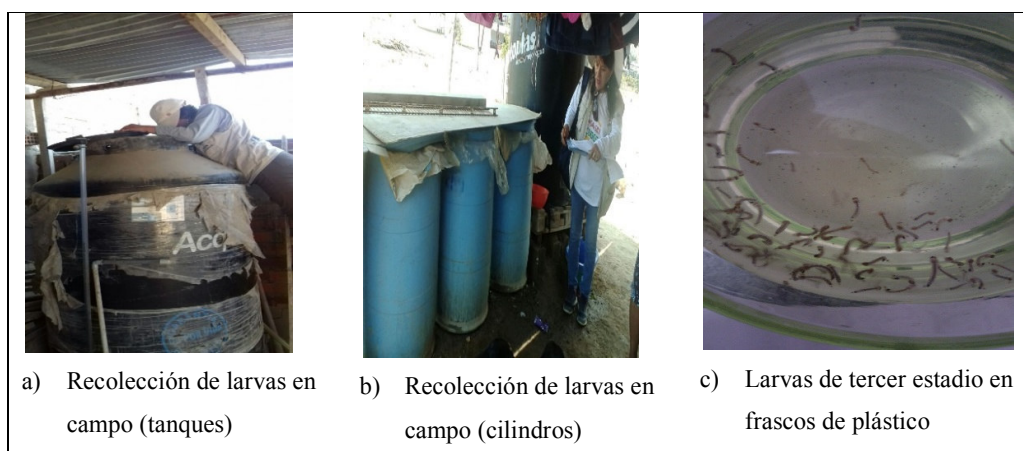 Aco
a) Recolección de larvas en
campo (tanques)
b) Recolección de larvas en
campo (cilindros)
c) Larvas de tercer estadio en
frascos de plástico